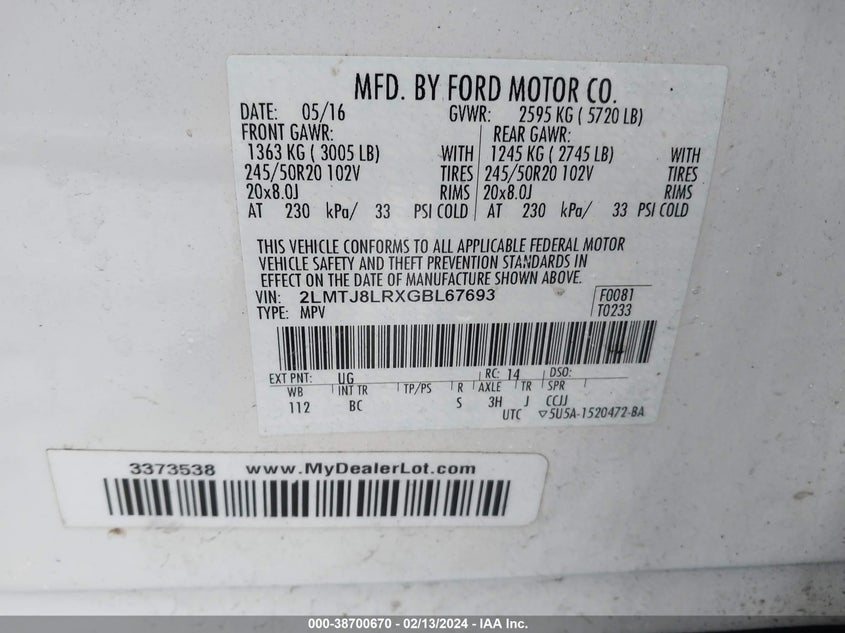 MFD. BY FORD MOTOR CO.
DATE: 05/16 GVWR: 2595 KG ( 5720 LB)
FRONT GAWR: REAR GAWR:
1363 KG ( 3005 LB) WITH 1245 KG ( 2745 LB) WITH
245/50R20 102V TIRES 245/50R20 102V TIRES
20x8.0J RIMS 20x8.0J RIMS
AT 230 kPa/ 33 PSI COLD AT 230 kPa/ 33 PSI COLD
THIS VEHICLE CONFORMS TO ALL APPLICABLE FEDERAL MOTOR
VEHICLE SAFETY AND THEFT PREVENTION STANDARDS IN
EFFECT ON THE DATE OF MANUFACTURE SHOWN ABOVE.
VIN: 2LMTJ8LRXGBL67693 F0081
TYPE: MPV T0233
EXT PNT: UG RC: 14 DSO:
WB INT TR TP/PS R AXLE TR SPR
112 BC S 3H J CCJJ
UTC ▽5U5A-1520472-BA
3373538 www.MyDealerLot.com
000-38700670 - 02/13/2024 - IAA Inc.